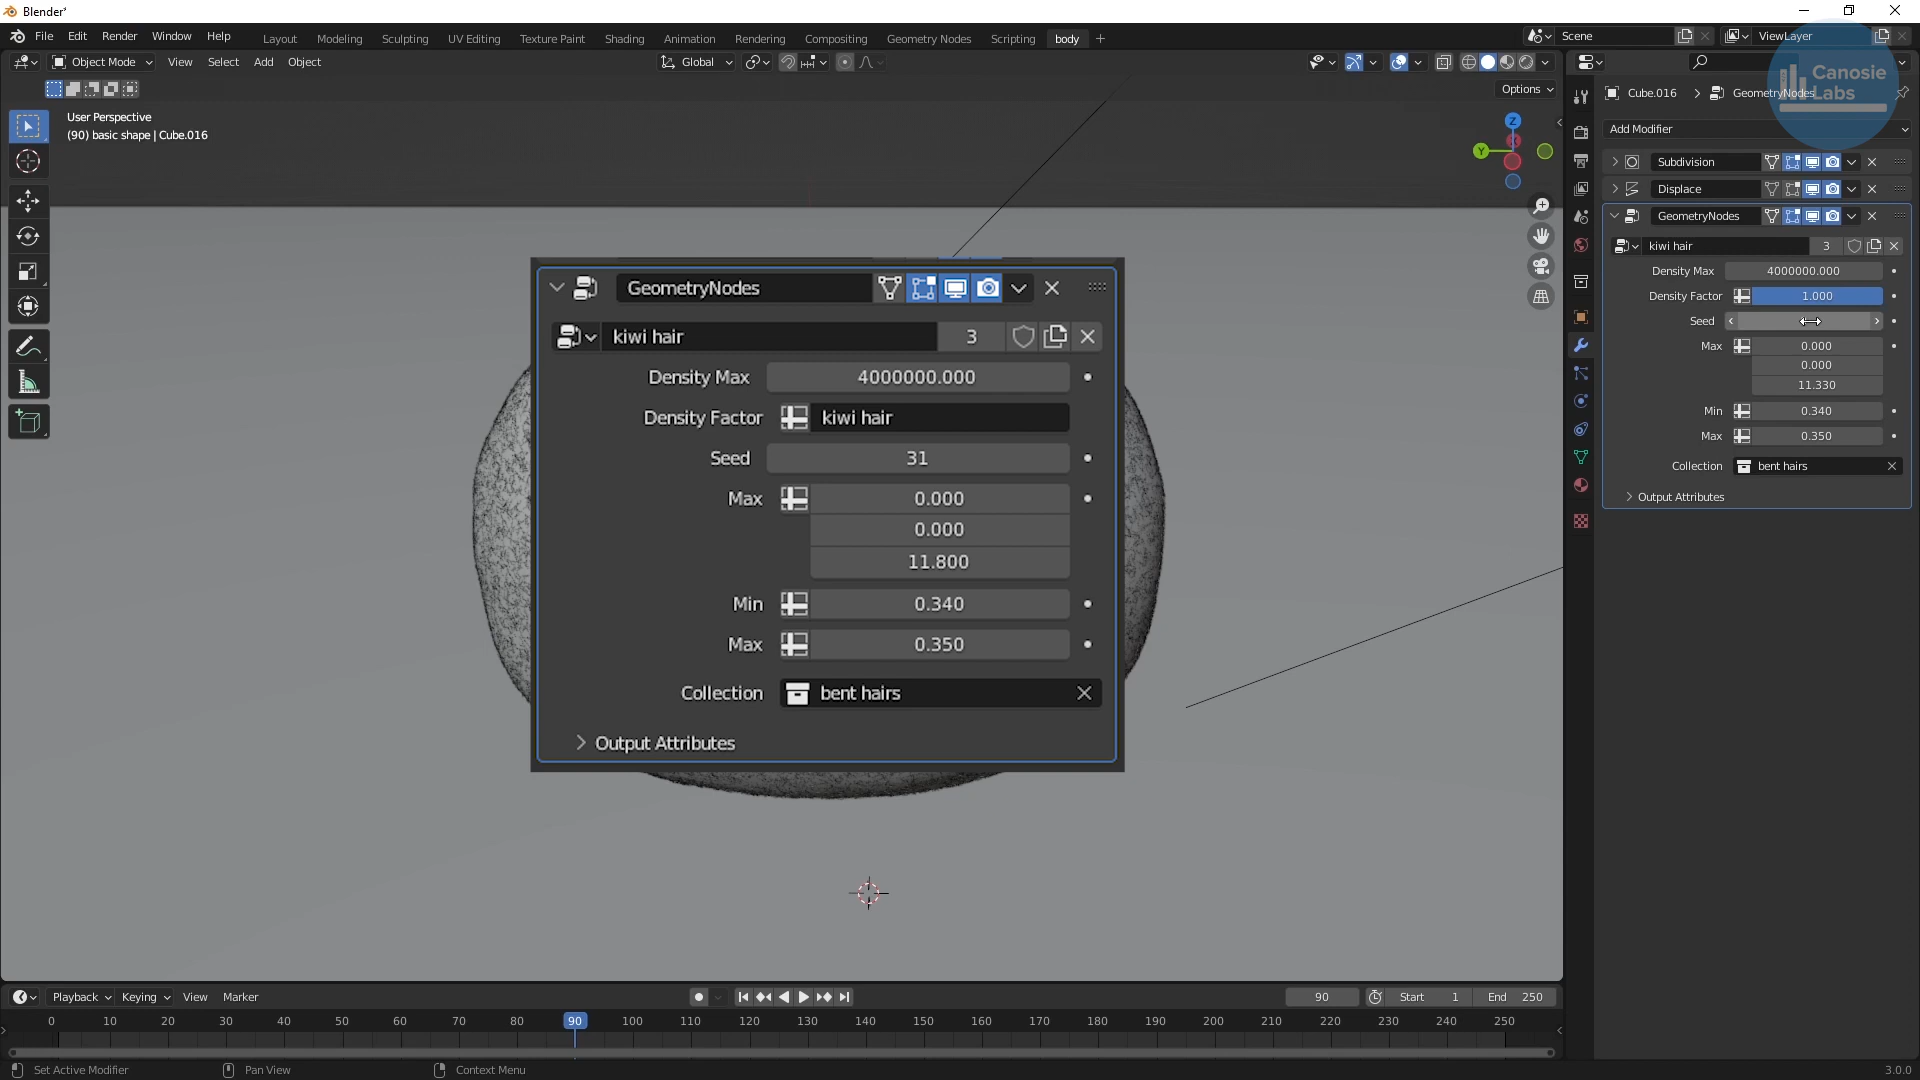 Blender*
File Edit Render Window Help
Layout Modeling Sculpting UV Editing Texture Paint Shading Animation Rendering Compositing Geometry Nodes Scripting body +
Scene
ViewLayer
Object Mode View Select Add Object
Global
Options
Canosie
Labs
User Perspective
(90) basic shape | Cube.016
Z
Y
Cube.016 > GeometryNodes
Add Modifier
Subdivision
Displace
GeometryNodes
kiwi hair 3
Density Max 4000000.000
Density Factor 1.000
Seed
Max 0.000
0.000
11.330
Min 0.340
Max 0.350
Collection bent hairs
Output Attributes
GeometryNodes
kiwi hair 3
Density Max 4000000.000
Density Factor kiwi hair
Seed 31
Max 0.000
0.000
11.800
Min 0.340
Max 0.350
Collection bent hairs
Output Attributes
Playback Keying View Marker
90 Start 1 End 250
0 10 20 30 40 50 60 70 80 90 100 110 120 130 140 150 160 170 180 190 200 210 220 230 240 250
Set Active Modifier Pan View Context Menu 3.0.0